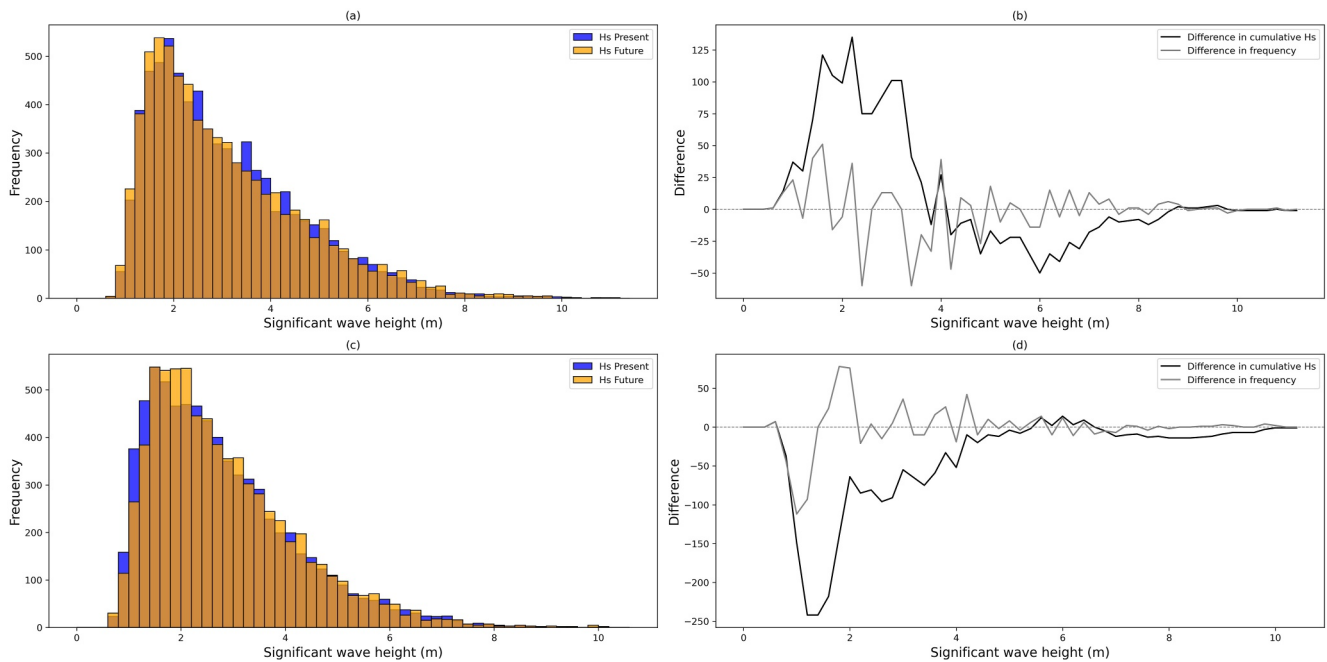 (a)
Hs Present
Hs Future
500
400
300
200
100
0
Frequency
0 2 4 6 8 10
Significant wave height (m)
(b)
Difference in cumulative Hs
Difference in frequency
125
100
75
50
25
0
−25
−50
Difference
0 2 4 6 8 10
Significant wave height (m)
(c)
Hs Present
Hs Future
500
400
300
200
100
0
Frequency
0 2 4 6 8 10
Significant wave height (m)
(d)
Difference in cumulative Hs
Difference in frequency
50
0
−50
−100
−150
−200
−250
Difference
0 2 4 6 8 10
Significant wave height (m)